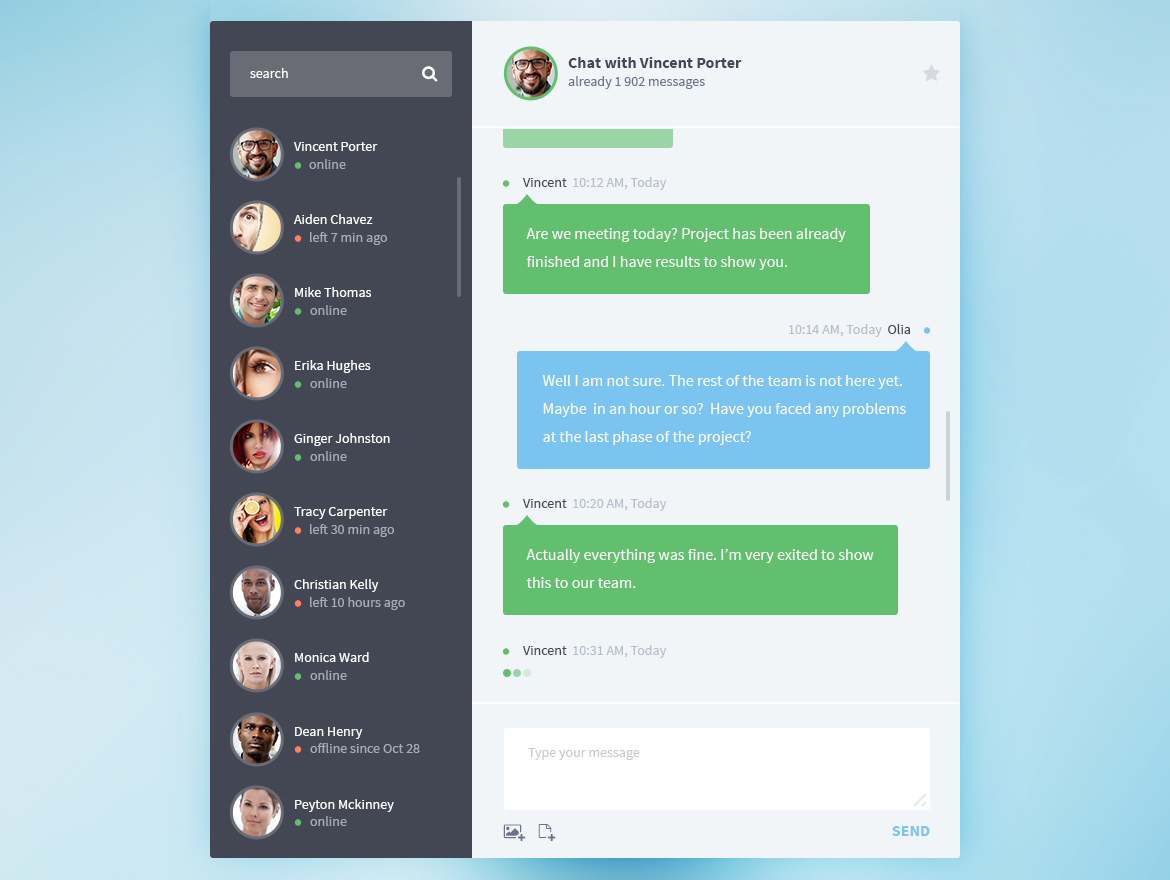 search
Vincent Porter
online
Aiden Chavez
left 7 min ago
Mike Thomas
online
Erika Hughes
online
Ginger Johnston
online
Tracy Carpenter
left 30 min ago
Christian Kelly
left 10 hours ago
Monica Ward
online
Dean Henry
offline since Oct 28
Peyton Mckinney
online
Chat with Vincent Porter
already 1 902 messages
Vincent 10:12 AM, Today
Are we meeting today? Project has been already
finished and I have results to show you.
10:14 AM, Today Olia
Well I am not sure. The rest of the team is not here yet.
Maybe  in an hour or so?  Have you faced any problems
at the last phase of the project?
Vincent 10:20 AM, Today
Actually everything was fine. I’m very exited to show
this to our team.
Vincent 10:31 AM, Today
Type your message
SEND